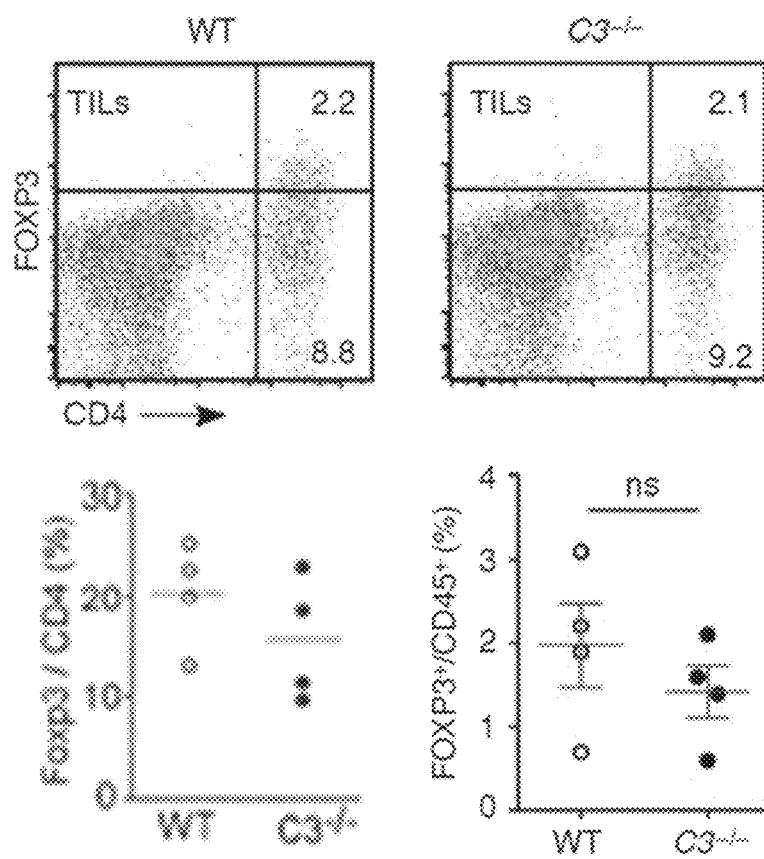 WT
C3⁻/⁻
TILs
2.2
TILs
2.1
FOXP3
8.8
9.2
CD4
30
20
10
0
Foxp3 / CD4 (%)
WT
C3⁻/⁻
4
3
2
1
0
ns
FOXP3⁺/CD45⁺ (%)
WT
C3⁻/⁻